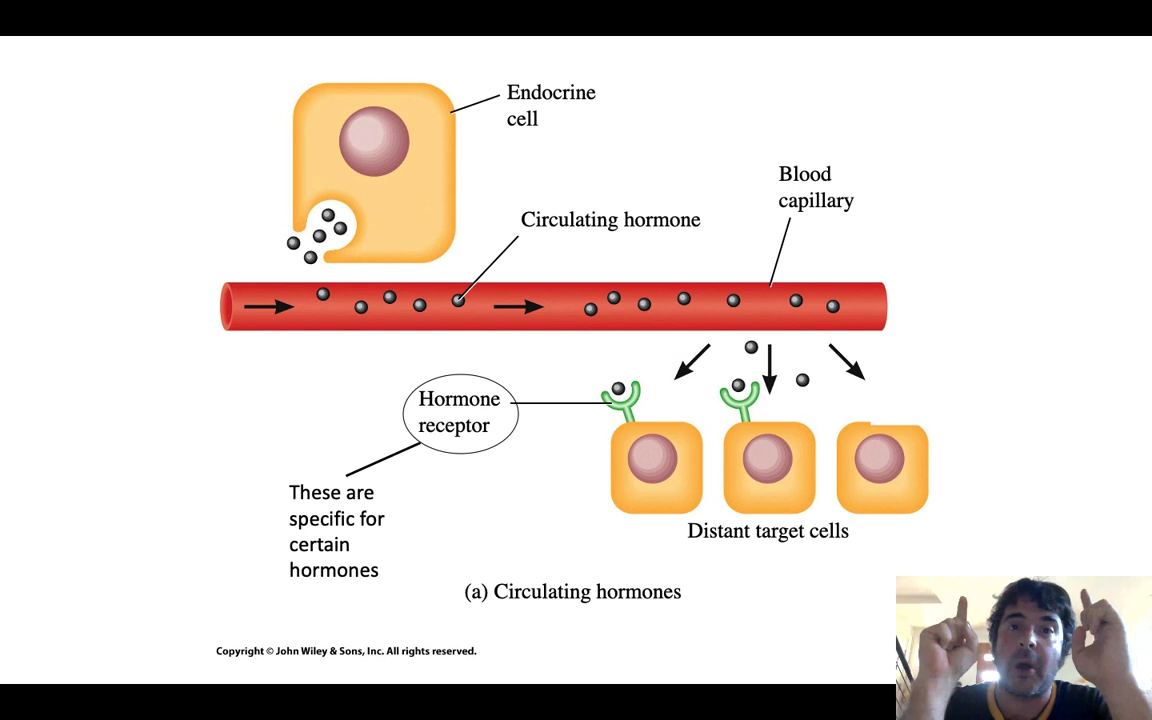 Endocrine
cell
Blood
capillary
Circulating hormone
Hormone
receptor
These are
specific for
certain
hormones
Distant target cells
(a) Circulating hormones
Copyright © John Wiley & Sons, Inc. All rights reserved.